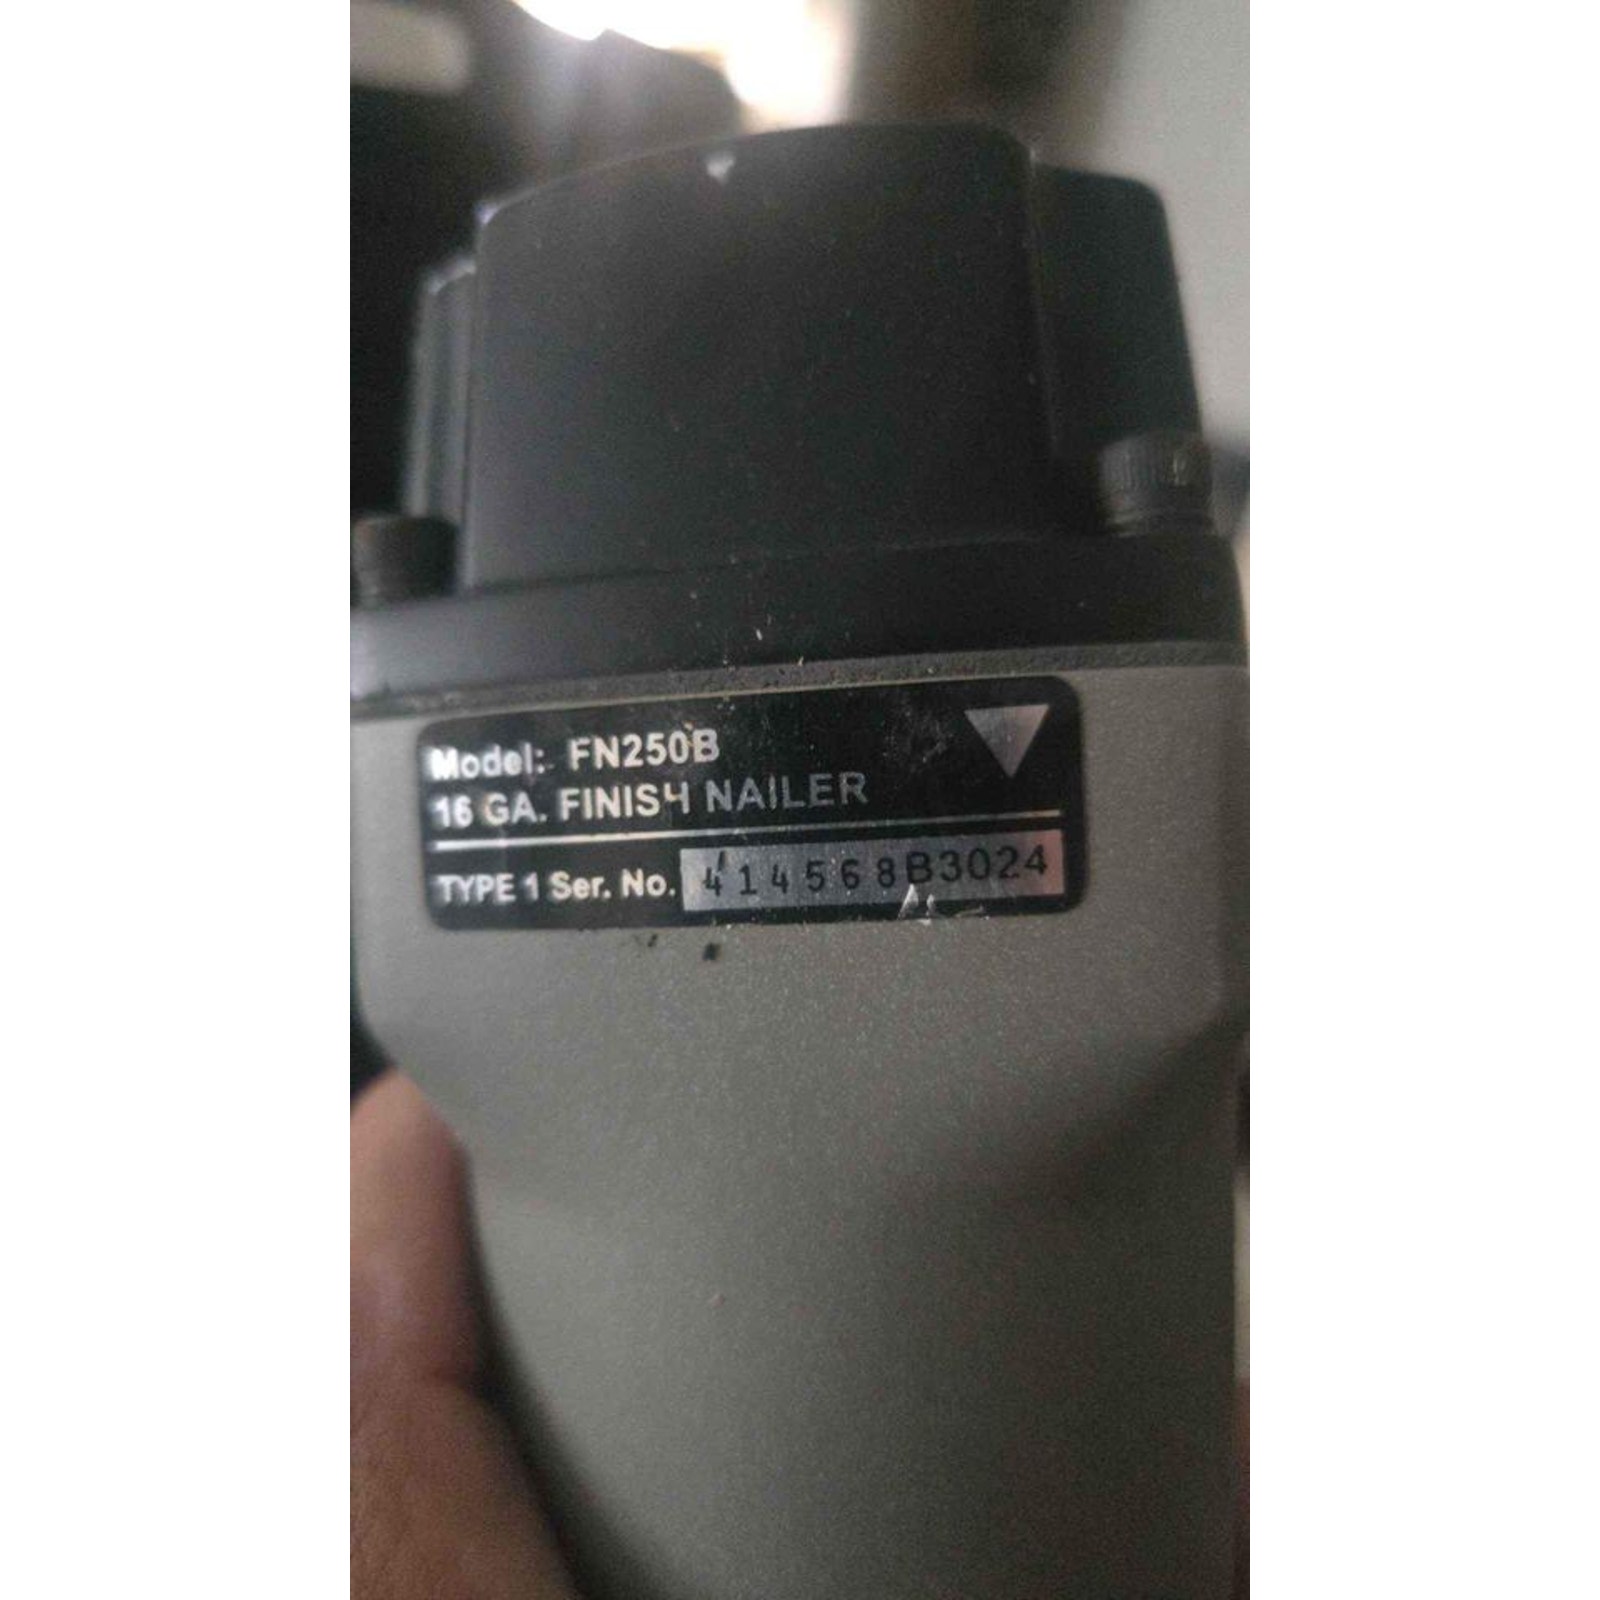 Model: FN250B
16 GA. FINISH NAILER
TYPE 1 Ser. No. 414568B3024